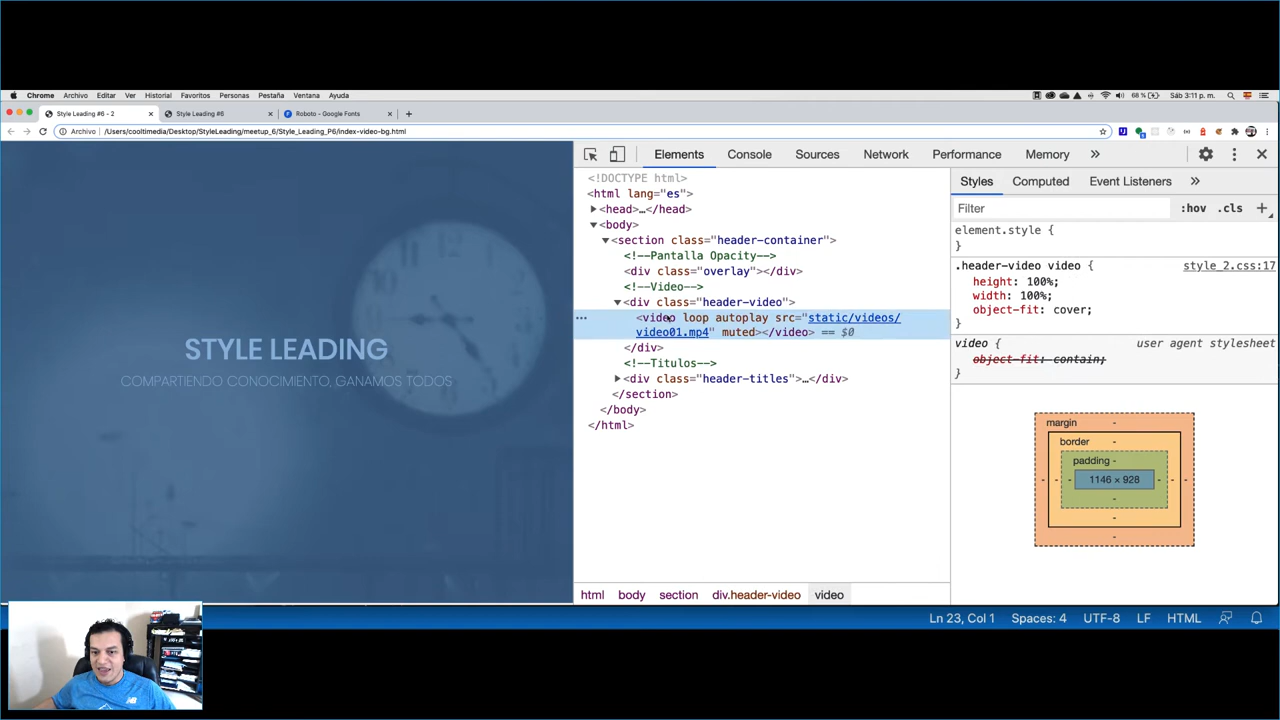 Chrome Archivo Editar Ver Historial Favoritos Personas Pestaña Ventana Ayuda
68 % Sáb 3:11 p. m.
Style Leading #6 - 2
Style Leading #6
Roboto - Google Fonts
Archivo /Users/cooltimedia/Desktop/StyleLeading/meetup_6/Style_Leading_P6/index-video-bg.html
STYLE LEADING
COMPARTIENDO CONOCIMIENTO, GANAMOS TODOS
Elements Console Sources Network Performance Memory »
<!DOCTYPE html>
<html lang="es">
<head>…</head>
<body>
<section class="header-container">
<!--Pantalla Opacity-->
<div class="overlay"></div>
<!--Video-->
<div class="header-video">
<video loop autoplay src="static/videos/
video01.mp4" muted></video> == $0
</div>
<!--Titulos-->
<div class="header-titles">…</div>
</section>
</body>
</html>
html body section div.header-video video
Styles Computed Event Listeners »
Filter :hov .cls +
element.style {
}
.header-video video { style_2.css:17
height: 100%;
width: 100%;
object-fit: cover;
}
video { user agent stylesheet
object-fit: contain;
}
margin -
border -
padding -
- - - 1146 × 928 - - -
-
-
-
Ln 23, Col 1 Spaces: 4 UTF-8 LF HTML